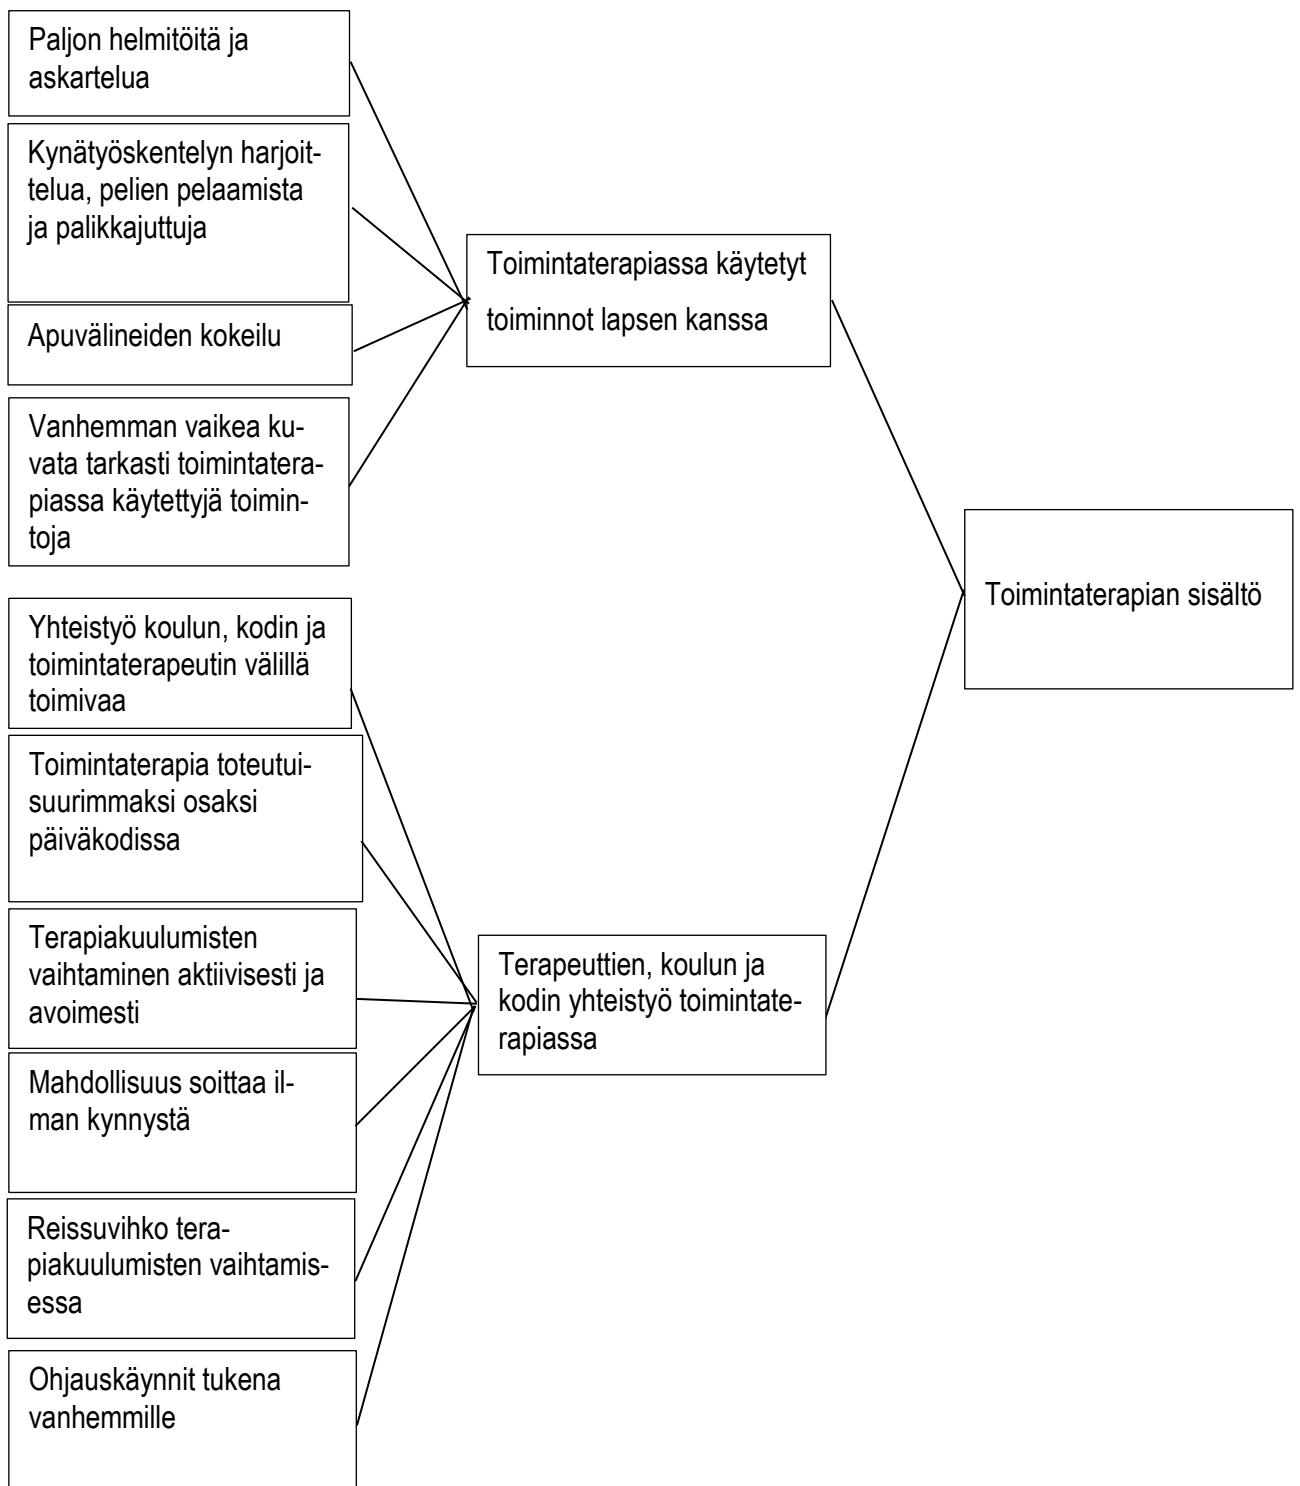 Paljon helmitöitä ja
askartelua
Kynätyöskentelyn harjoit-
telua, pelien pelaamista
ja palikkajuttuja
Apuvälineiden kokeilu
Vanhemman vaikea ku-
vata tarkasti toimintatera-
piassa käytettyjä toimin-
toja
Toimintaterapiassa käytetyt
toiminnot lapsen kanssa
Toimintaterapian sisältö
Yhteistyö koulun, kodin ja
toimintaterapeutin välillä
toimivaa
Toimintaterapia toteutui-
suurimmaksi osaksi
päiväkodissa
Terapiakuulumisten
vaihtaminen aktiivisesti ja
avoimesti
Mahdollisuus soittaa il-
man kynnystä
Reissuvihko tera-
piakuulumisten vaihtamis-
essa
Ohjauskäynnit tukena
vanhemmille
Terapeuttien, koulun ja
kodin yhteistyö toimintate-
rapiassa